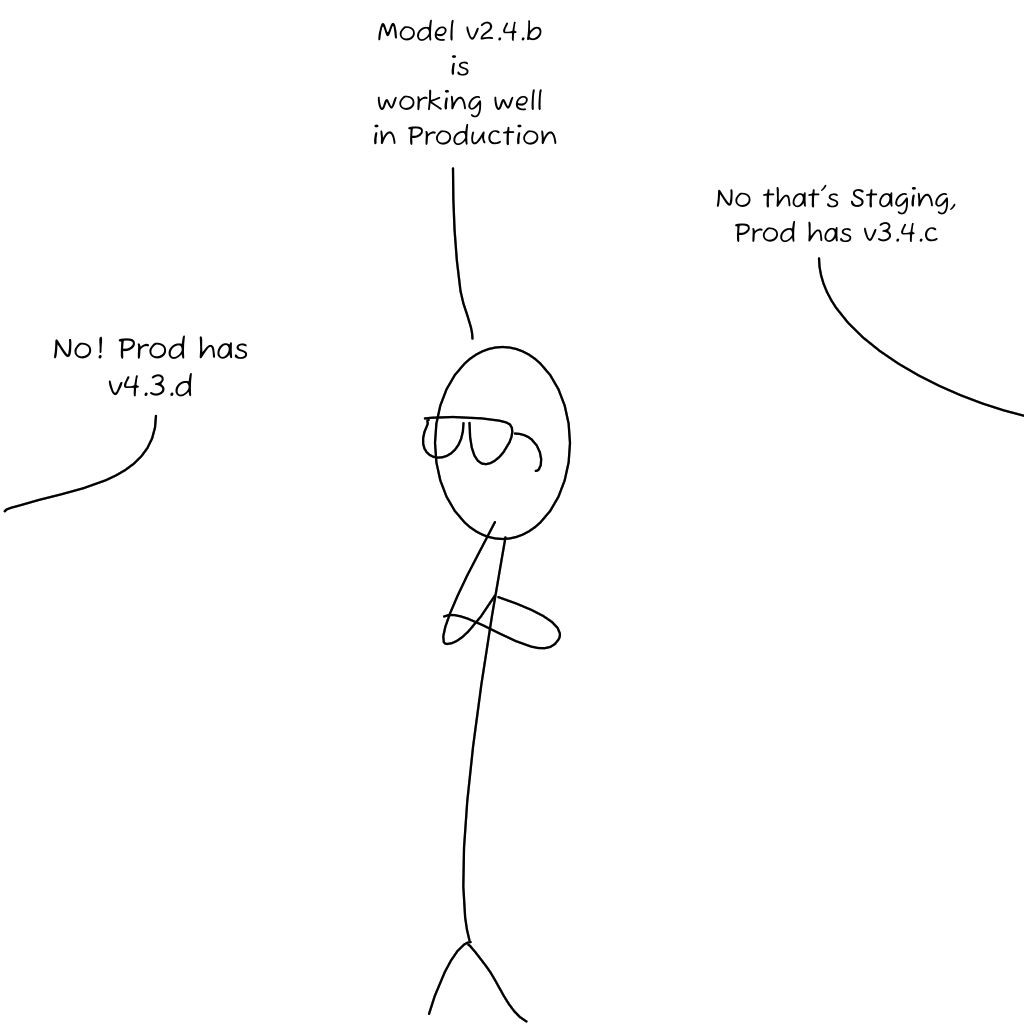 Model v2.4.b
is
working well
in Production
No that's Staging,
Prod has v3.4.c
No! Prod has
v4.3.d